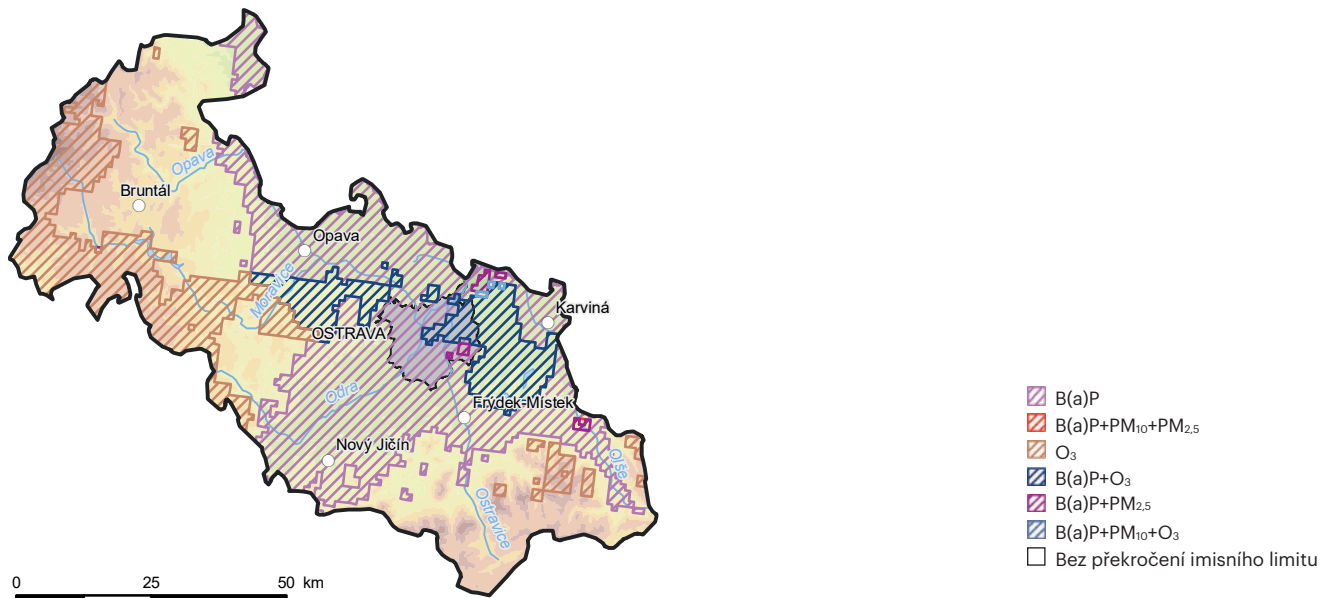 Opava
Bruntál
Opava
Moravice
Karviná
OSTRAVA
Odra
Frýdek-Místek
Nový Jičín
Olše
Ostravice
0 25 50 km
B(a)P
B(a)P+PM₁₀+PM₂,₅
O₃
B(a)P+O₃
B(a)P+PM₂,₅
B(a)P+PM₁₀+O₃
Bez překročení imisního limitu